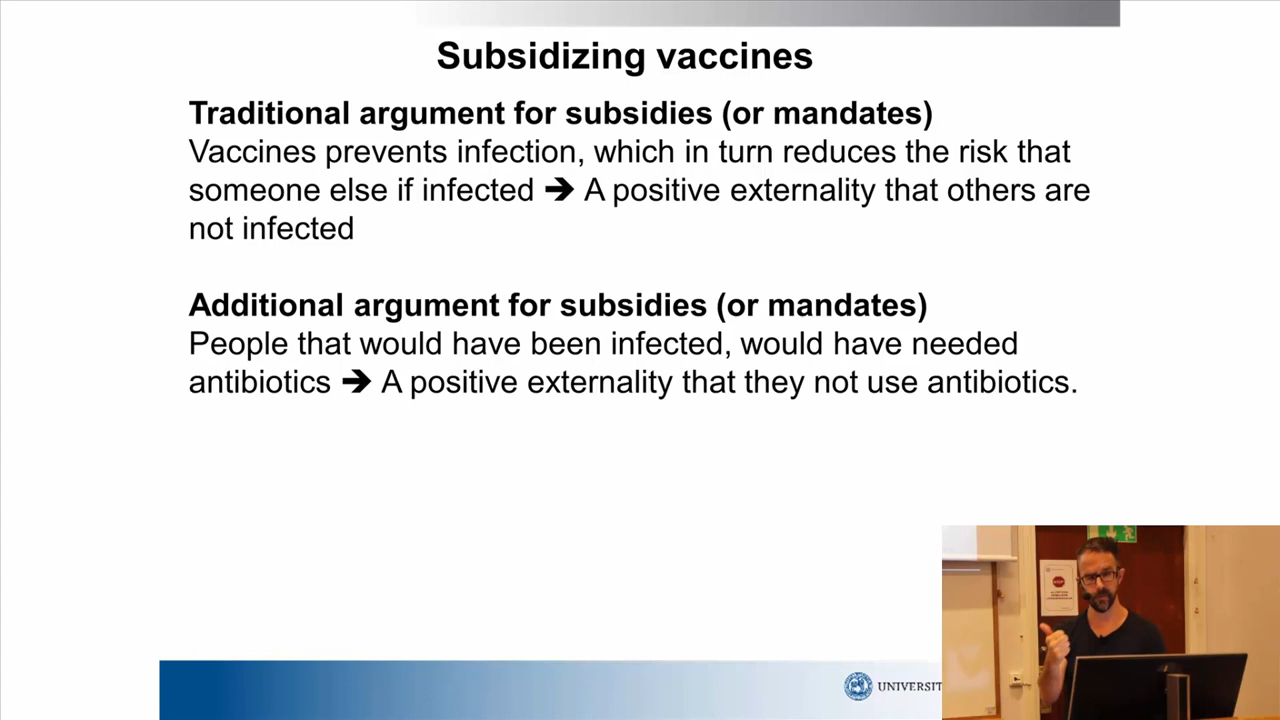 Subsidizing vaccines
Traditional argument for subsidies (or mandates)
Vaccines prevents infection, which in turn reduces the risk that
someone else if infected ➔ A positive externality that others are
not infected
Additional argument for subsidies (or mandates)
People that would have been infected, would have needed
antibiotics ➔ A positive externality that they not use antibiotics.